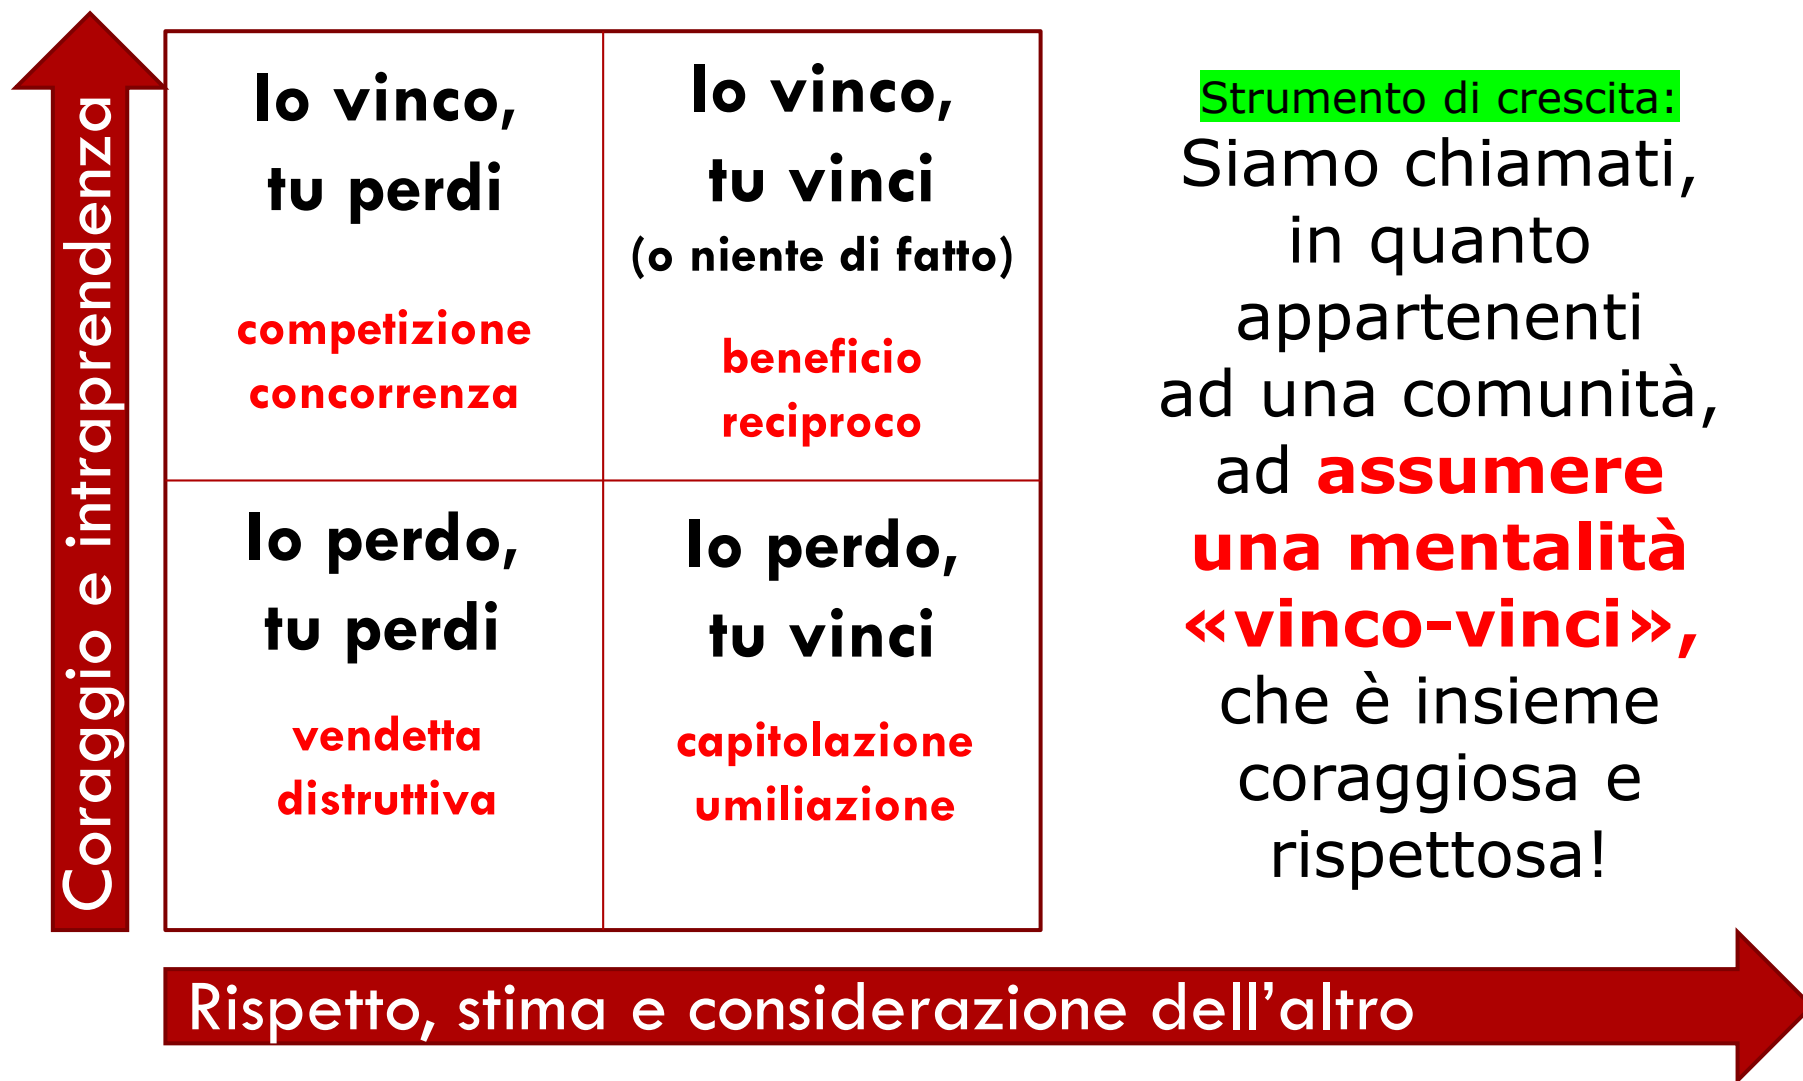 Coraggio e intraprendenza
Io vinco,
tu perdi
competizione
concorrenza
Io vinco,
tu vinci
(o niente di fatto)
beneficio
reciproco
Io perdo,
tu perdi
vendetta
distruttiva
Io perdo,
tu vinci
capitolazione
umiliazione
Rispetto, stima e considerazione dell’altro
Strumento di crescita:
Siamo chiamati,
in quanto
appartenenti
ad una comunità,
ad assumere
una mentalità
«vinco-vinci»,
che è insieme
coraggiosa e
rispettosa!